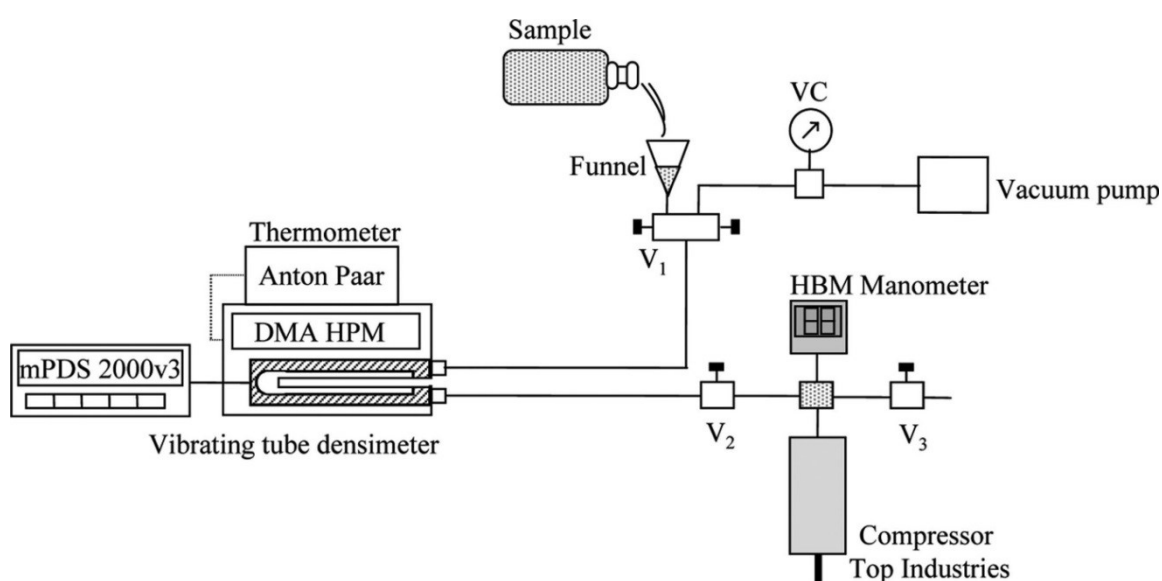 Sample
VC
Funnel
Vacuum pump
V1
Thermometer
Anton Paar
HBM Manometer
DMA HPM
mPDS 2000v3
V2
V3
Vibrating tube densimeter
Compressor
Top Industries